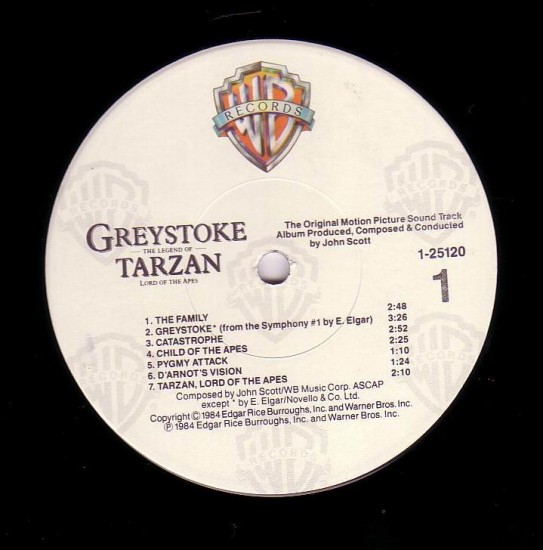 WB
RECORDS
GREYSTOKE
THE LEGEND OF
TARZAN
LORD OF THE APES
The Original Motion Picture Sound Track
Album Produced, Composed & Conducted
by John Scott
1-25120
1
1. THE FAMILY 2:48
2. GREYSTOKE* (from the Symphony #1 by E. Elgar) 3:26
3. CATASTROPHE 2:52
4. CHILD OF THE APES 2:25
5. PYGMY ATTACK 1:10
6. D'ARNOT'S VISION 1:24
7. TARZAN, LORD OF THE APES 2:10
Composed by John Scott/WB Music Corp. ASCAP
except * by E. Elgar/Novello & Co. Ltd.
Copyright © 1984 Edgar Rice Burroughs, Inc. and Warner Bros. Inc.
℗ 1984 Edgar Rice Burroughs, Inc. and Warner Bros. Inc.